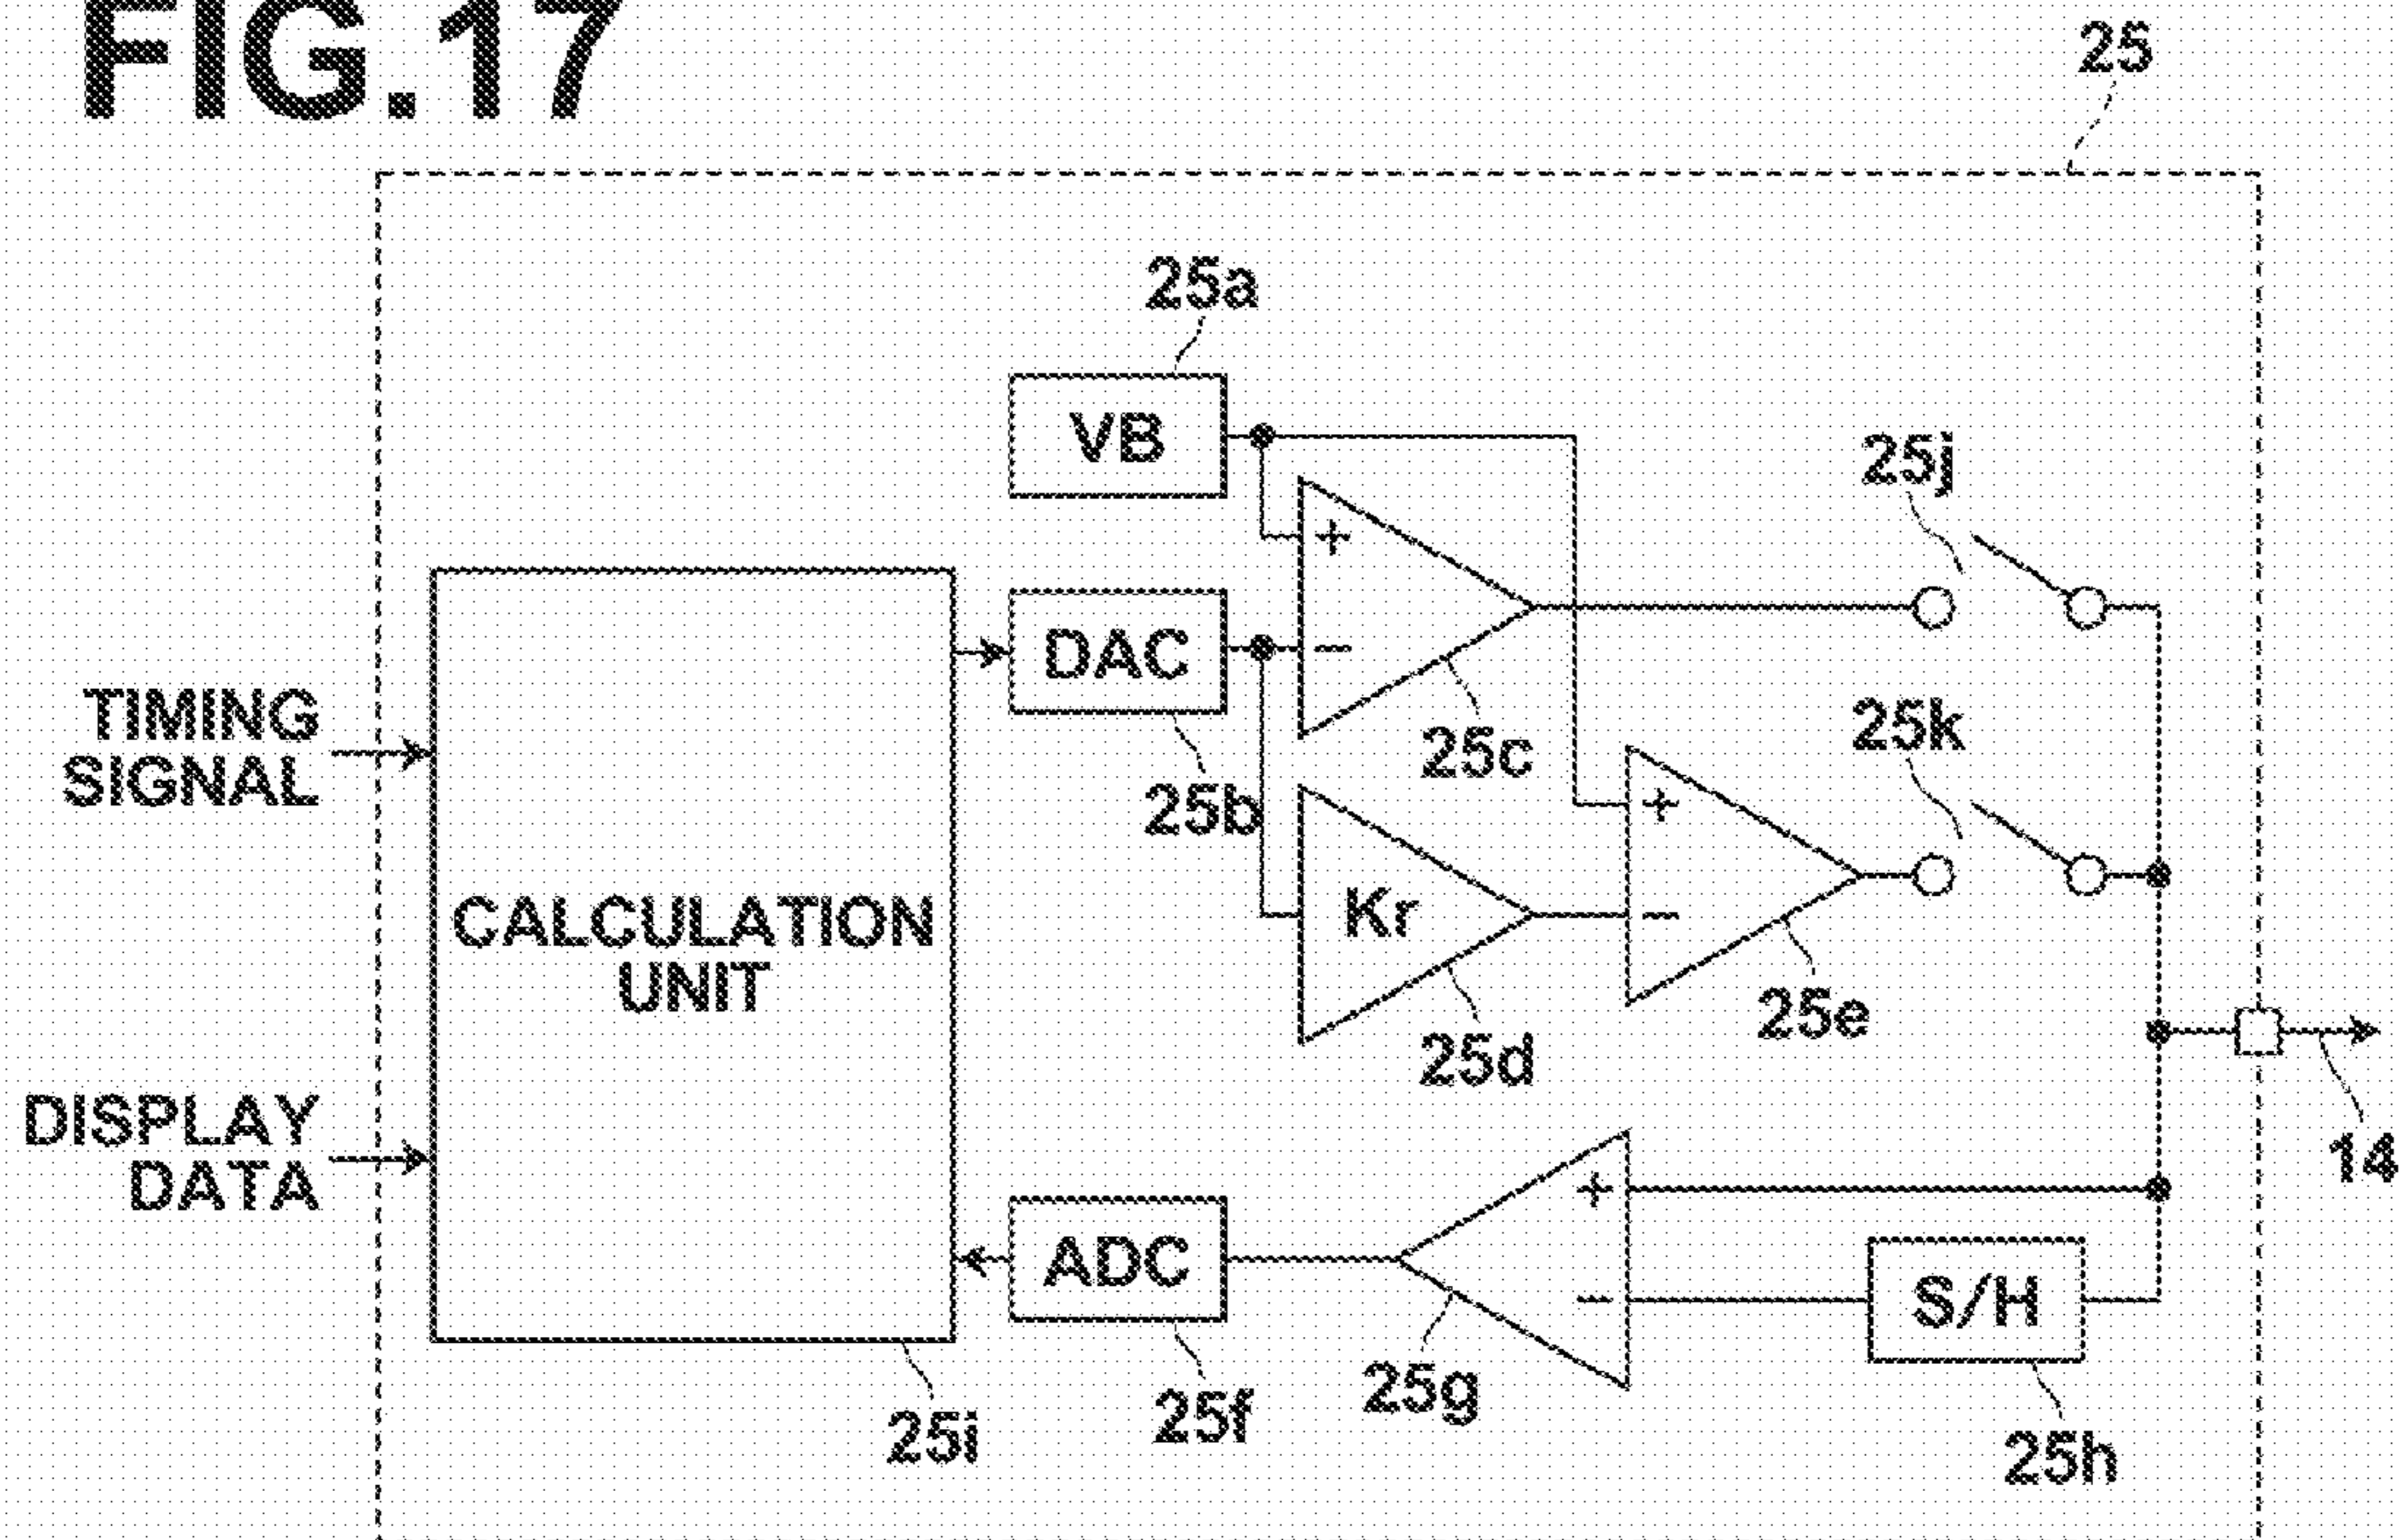 FIG.17
25
25a
VB
25j
+
DAC
−
TIMING
SIGNAL
25c
25k
25b
+
CALCULATION
UNIT
Kr
−
25e
25d
DISPLAY
DATA
14
+
ADC
−
S/H
25g
25f
25i
25h